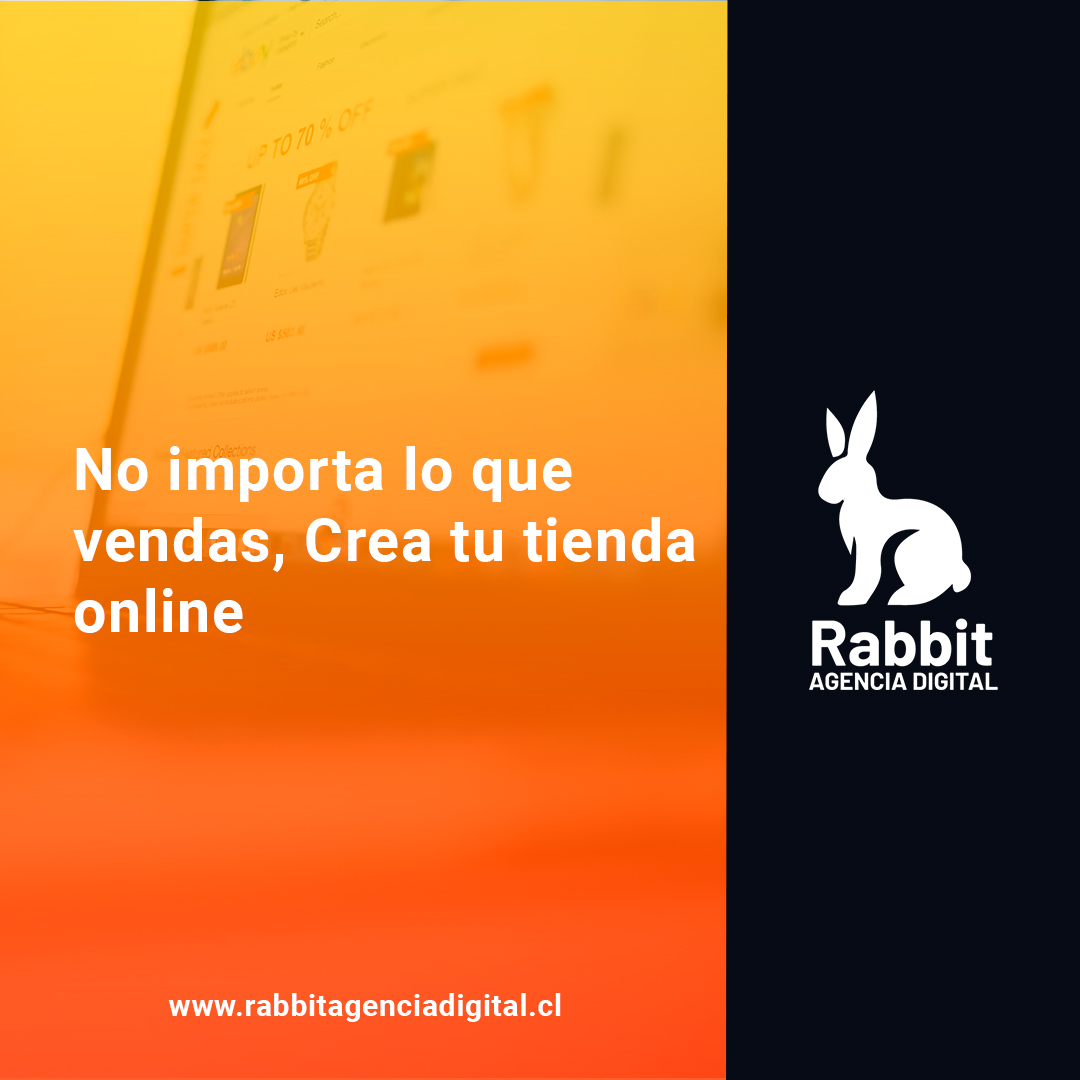 Search...
UP TO 70 % OFF
No importa lo que
vendas, Crea tu tienda
online
Rabbit
AGENCIA DIGITAL
www.rabbitagenciadigital.cl